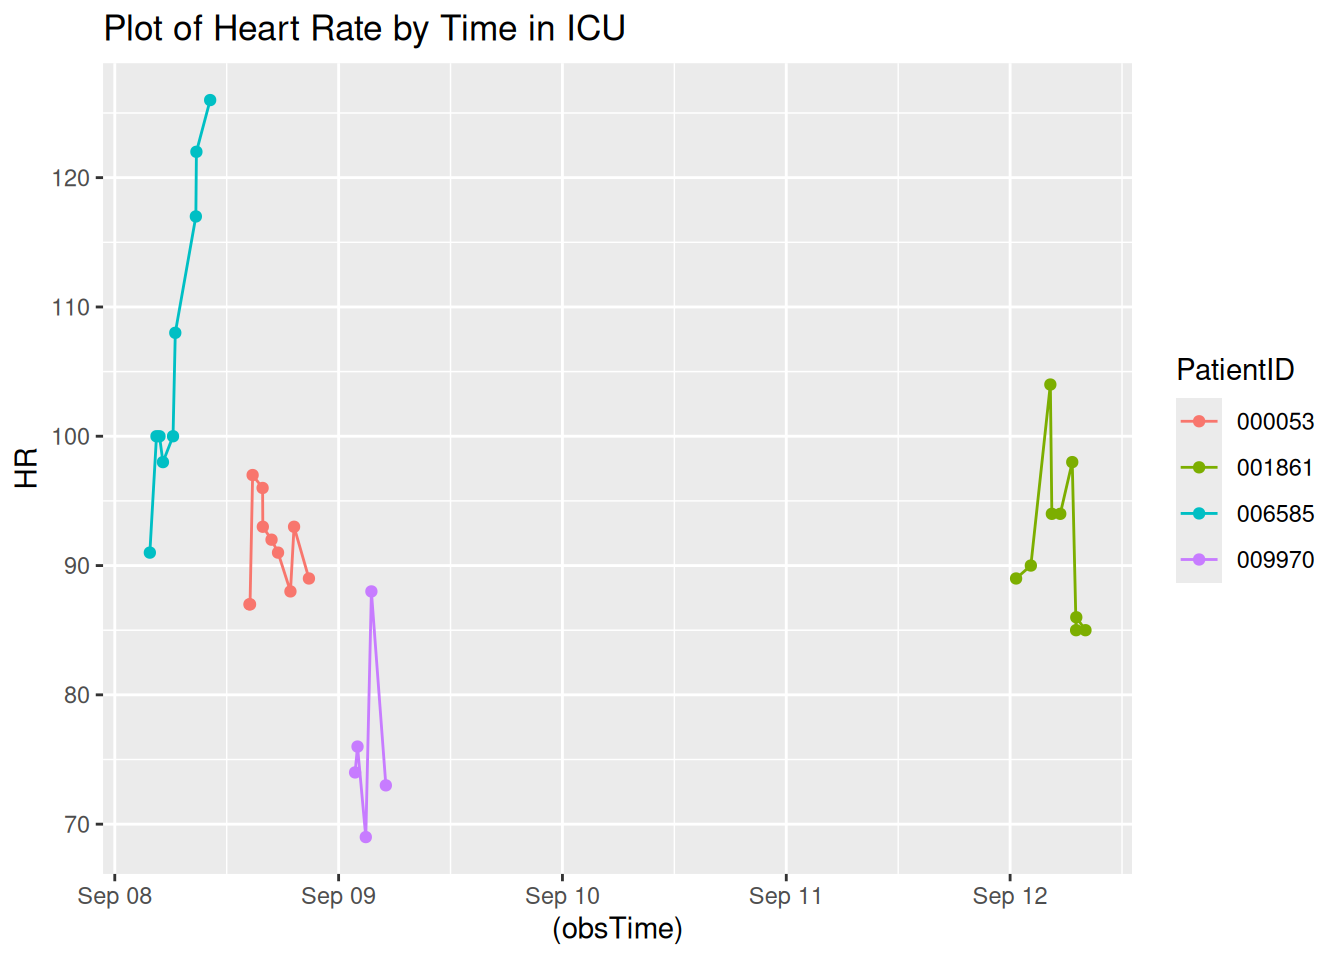 Plot of Heart Rate by Time in ICU
120
110
100
90
80
70
HR
Sep 08
Sep 09
Sep 10
Sep 11
Sep 12
(obsTime)
PatientID
000053
001861
006585
009970